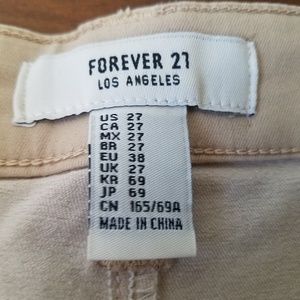 FOREVER 21
LOS ANGELES
US 27
CA 27
MX 27
BR 27
EU 38
UK 27
KR 69
JP 69
CN 165/69A
MADE IN CHINA